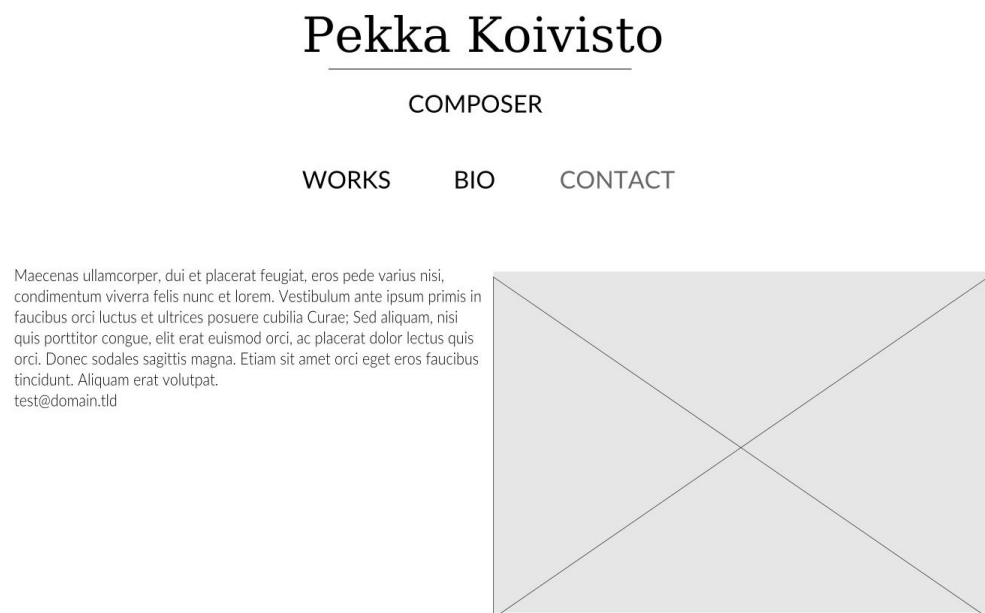 Pekka Koivisto
COMPOSER
WORKS BIO CONTACT
Maecenas ullamcorper, dui et placerat feugiat, eros pede varius nisi,
condimentum viverra felis nunc et lorem. Vestibulum ante ipsum primis in
faucibus orci luctus et ultrices posuere cubilia Curae; Sed aliquam, nisi
quis porttitor congue, elit erat euismod orci, ac placerat dolor lectus quis
orci. Donec sodales sagittis magna. Etiam sit amet orci eget eros faucibus
tincidunt. Aliquam erat volutpat.
test@domain.tld